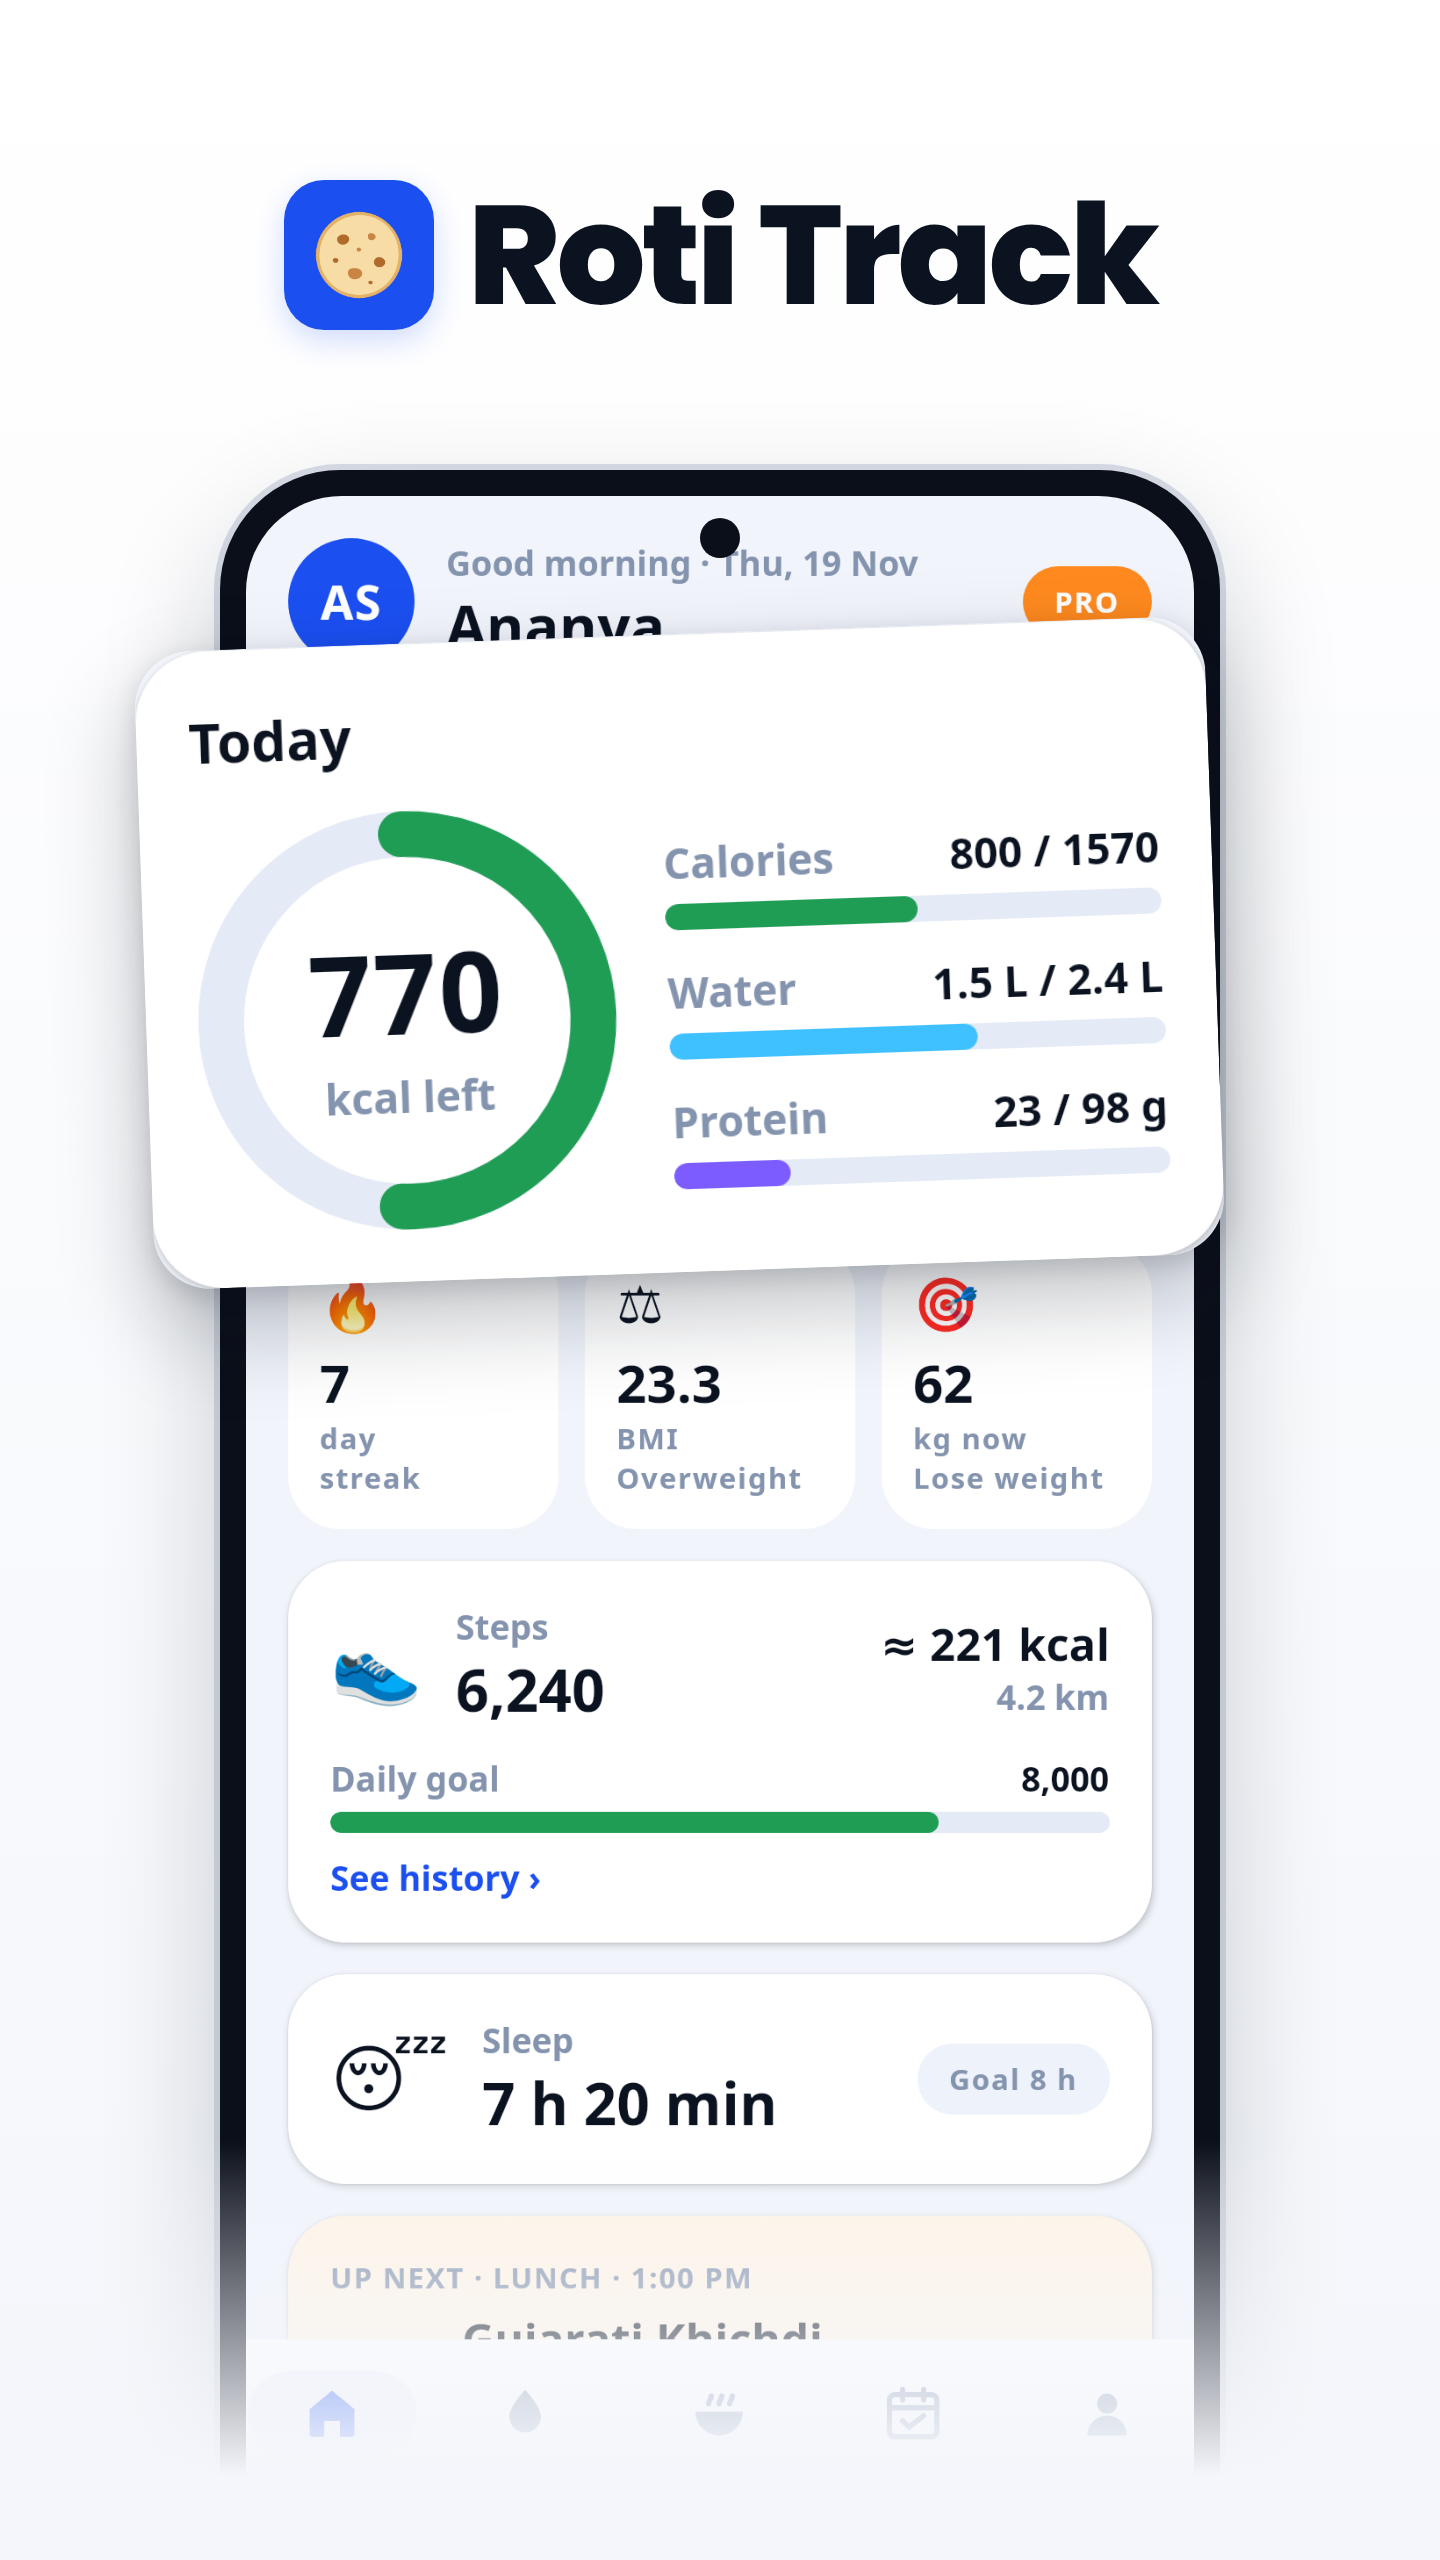 Roti Track
AS
Good morning · Thu, 19 Nov
Ananya
PRO
Today
770
kcal left
Calories 800 / 1570
Water 1.5 L / 2.4 L
Protein 23 / 98 g
7
day
streak
23.3
BMI
Overweight
62
kg now
Lose weight
Steps
6,240
≈ 221 kcal
4.2 km
Daily goal 8,000
See history ›
zzz
Sleep
7 h 20 min
Goal 8 h
UP NEXT · LUNCH · 1:00 PM
Gujarati Khichdi